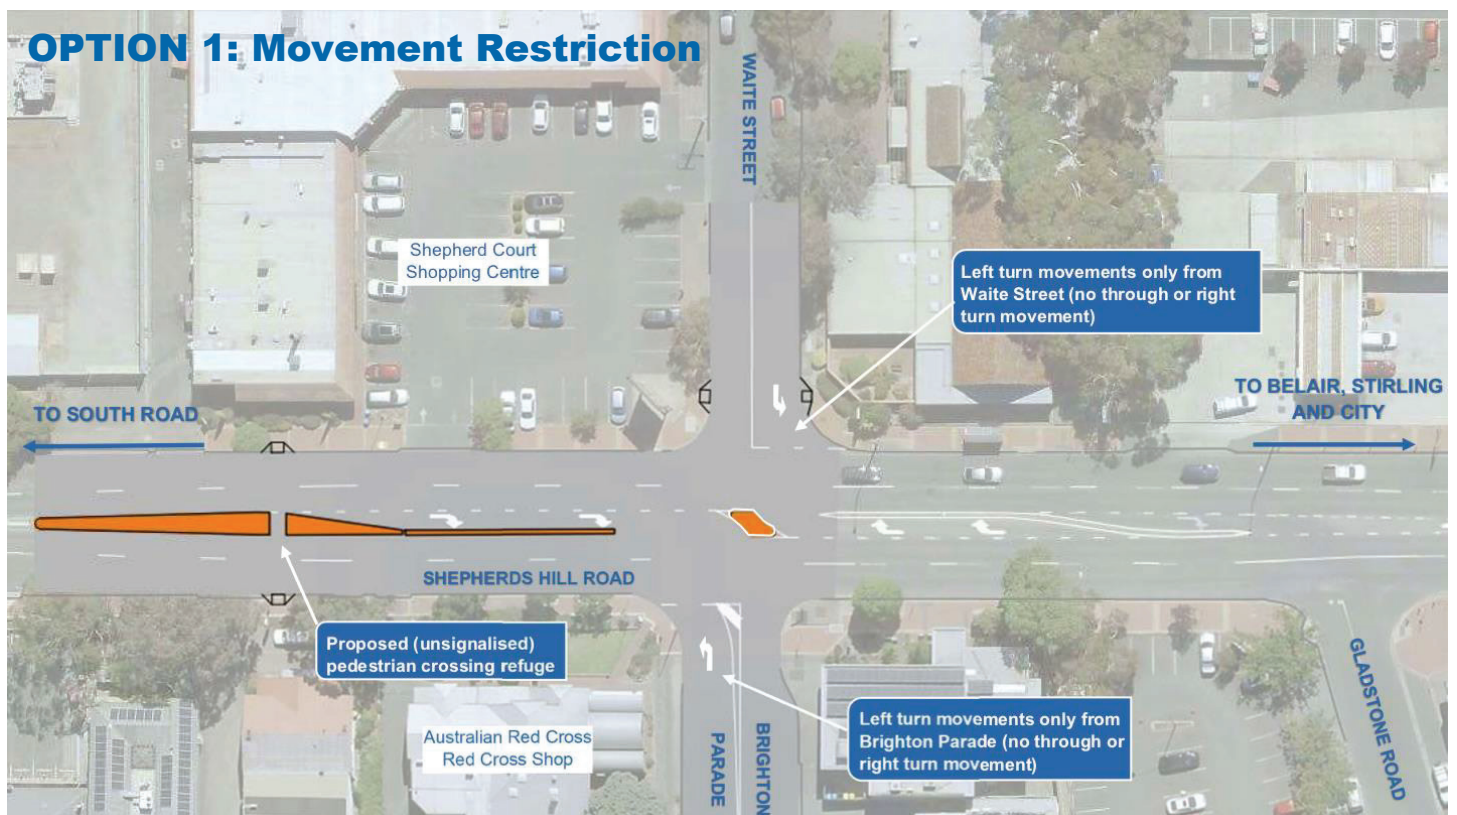 OPTION 1: Movement Restriction
WAITE STREET
Shepherd Court
Shopping Centre
Left turn movements only from
Waite Street (no through or right
turn movement)
TO SOUTH ROAD
TO BELAIR, STIRLING
AND CITY
SHEPHERDS HILL ROAD
Proposed (unsignalised)
pedestrian crossing refuge
Australian Red Cross
Red Cross Shop
Left turn movements only from
Brighton Parade (no through or
right turn movement)
BRIGHTON
PARADE
GLADSTONE ROAD